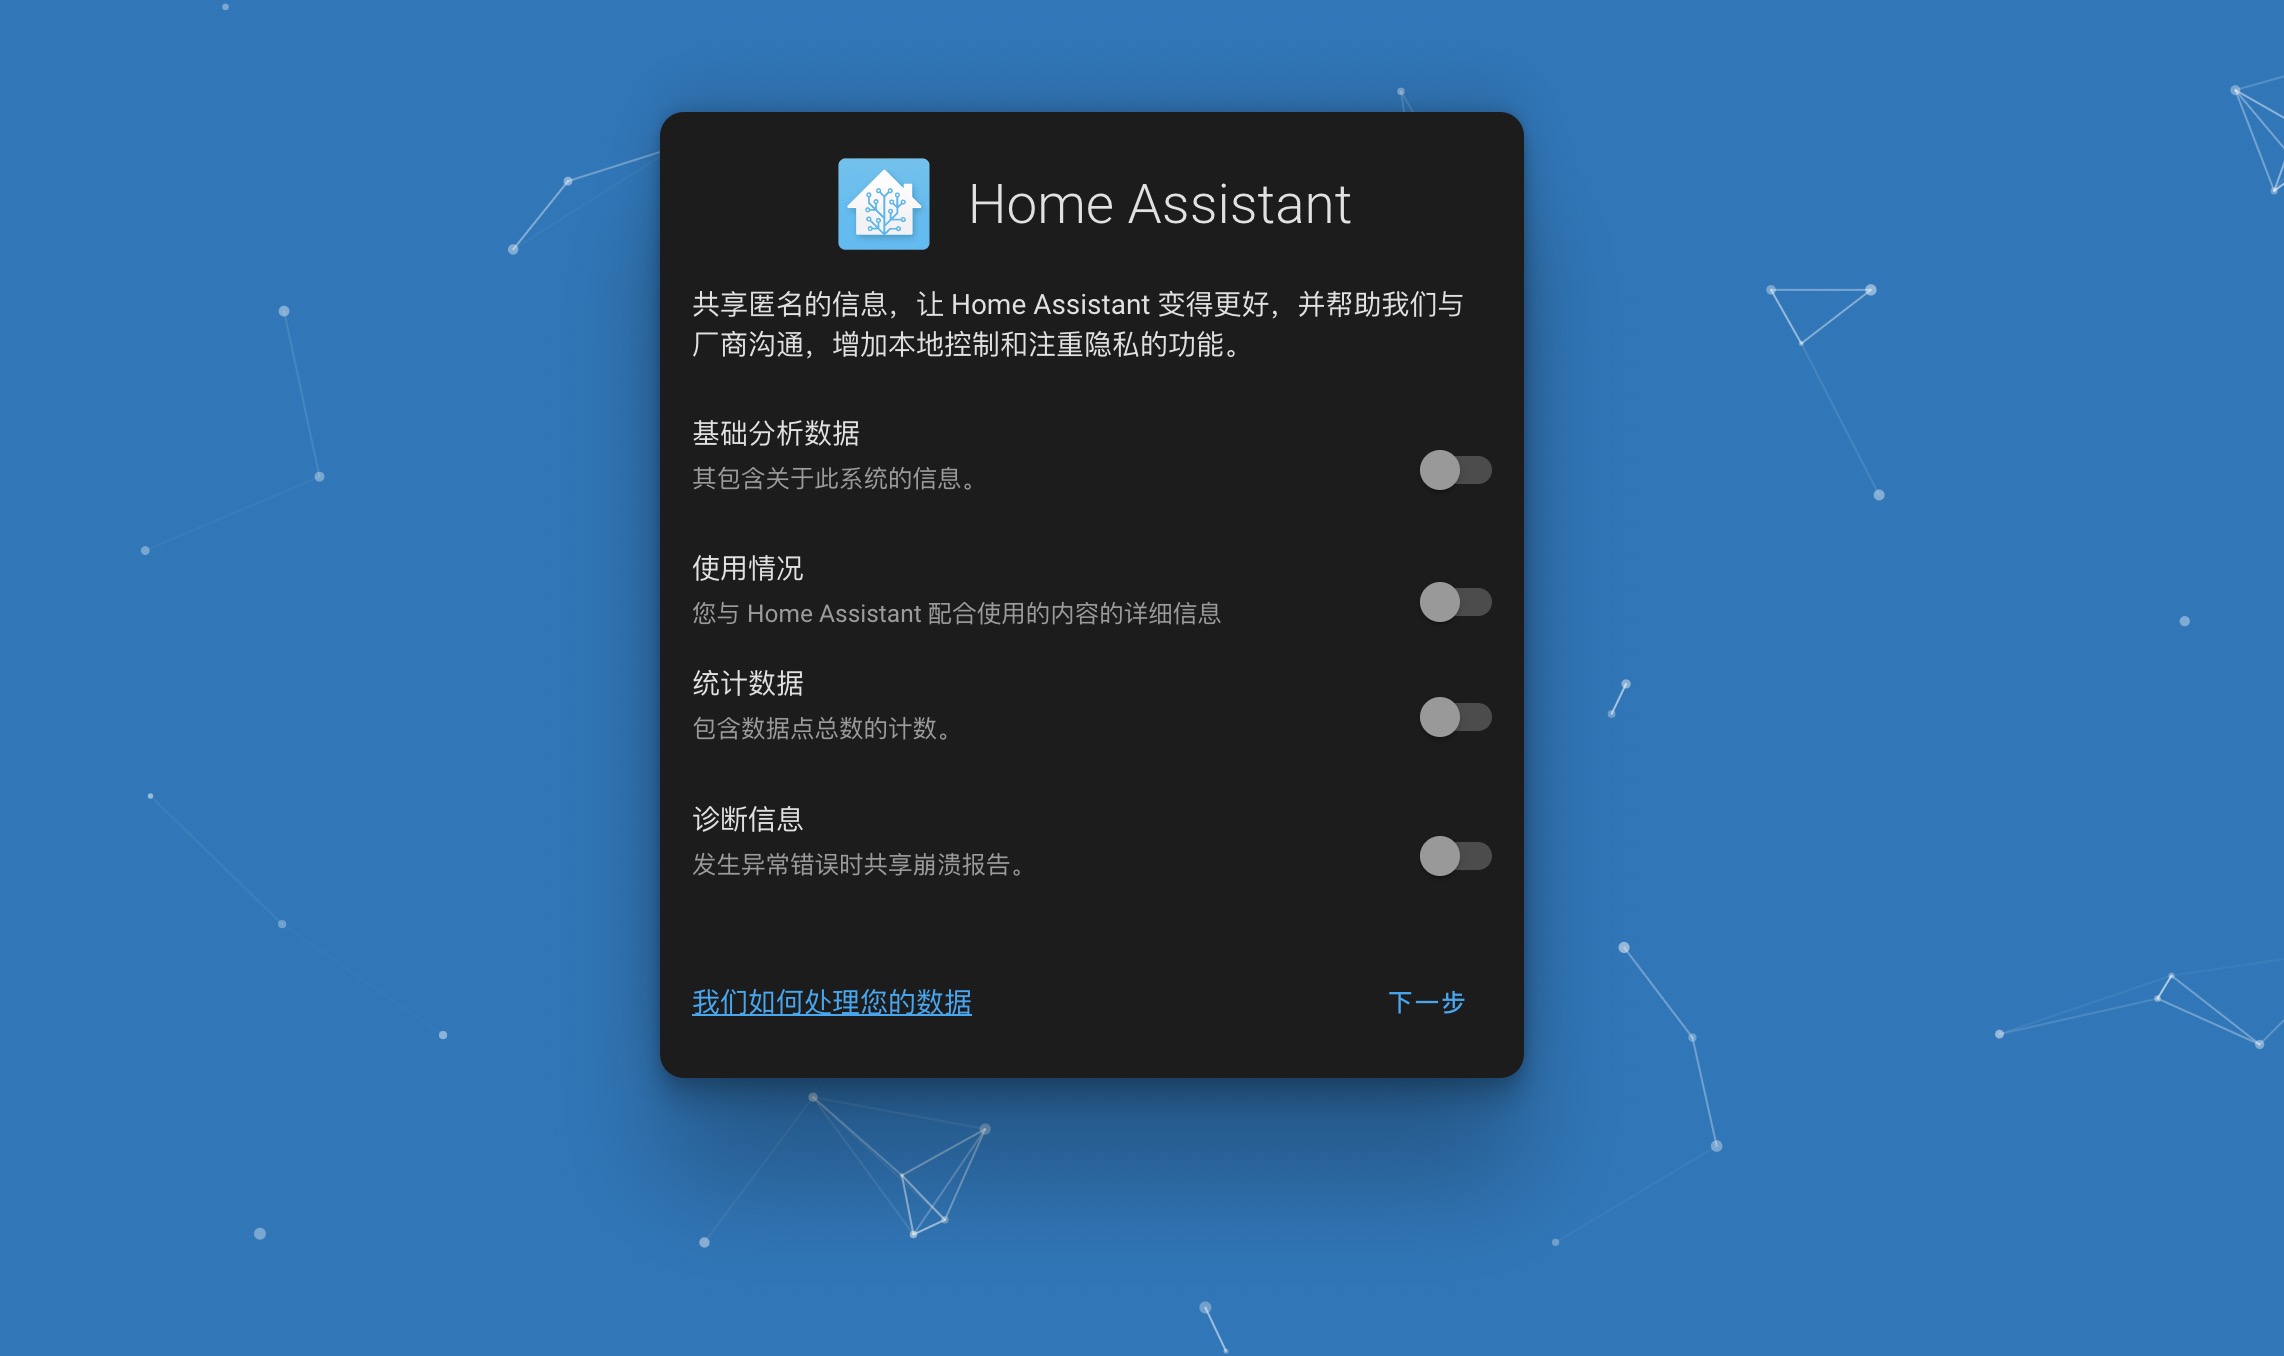 Home Assistant
共享匿名的信息，让 Home Assistant 变得更好，并帮助我们与
厂商沟通，增加本地控制和注重隐私的功能。
基础分析数据
其包含关于此系统的信息。
使用情况
您与 Home Assistant 配合使用的内容的详细信息
统计数据
包含数据点总数的计数。
诊断信息
发生异常错误时共享崩溃报告。
我们如何处理您的数据
下一步